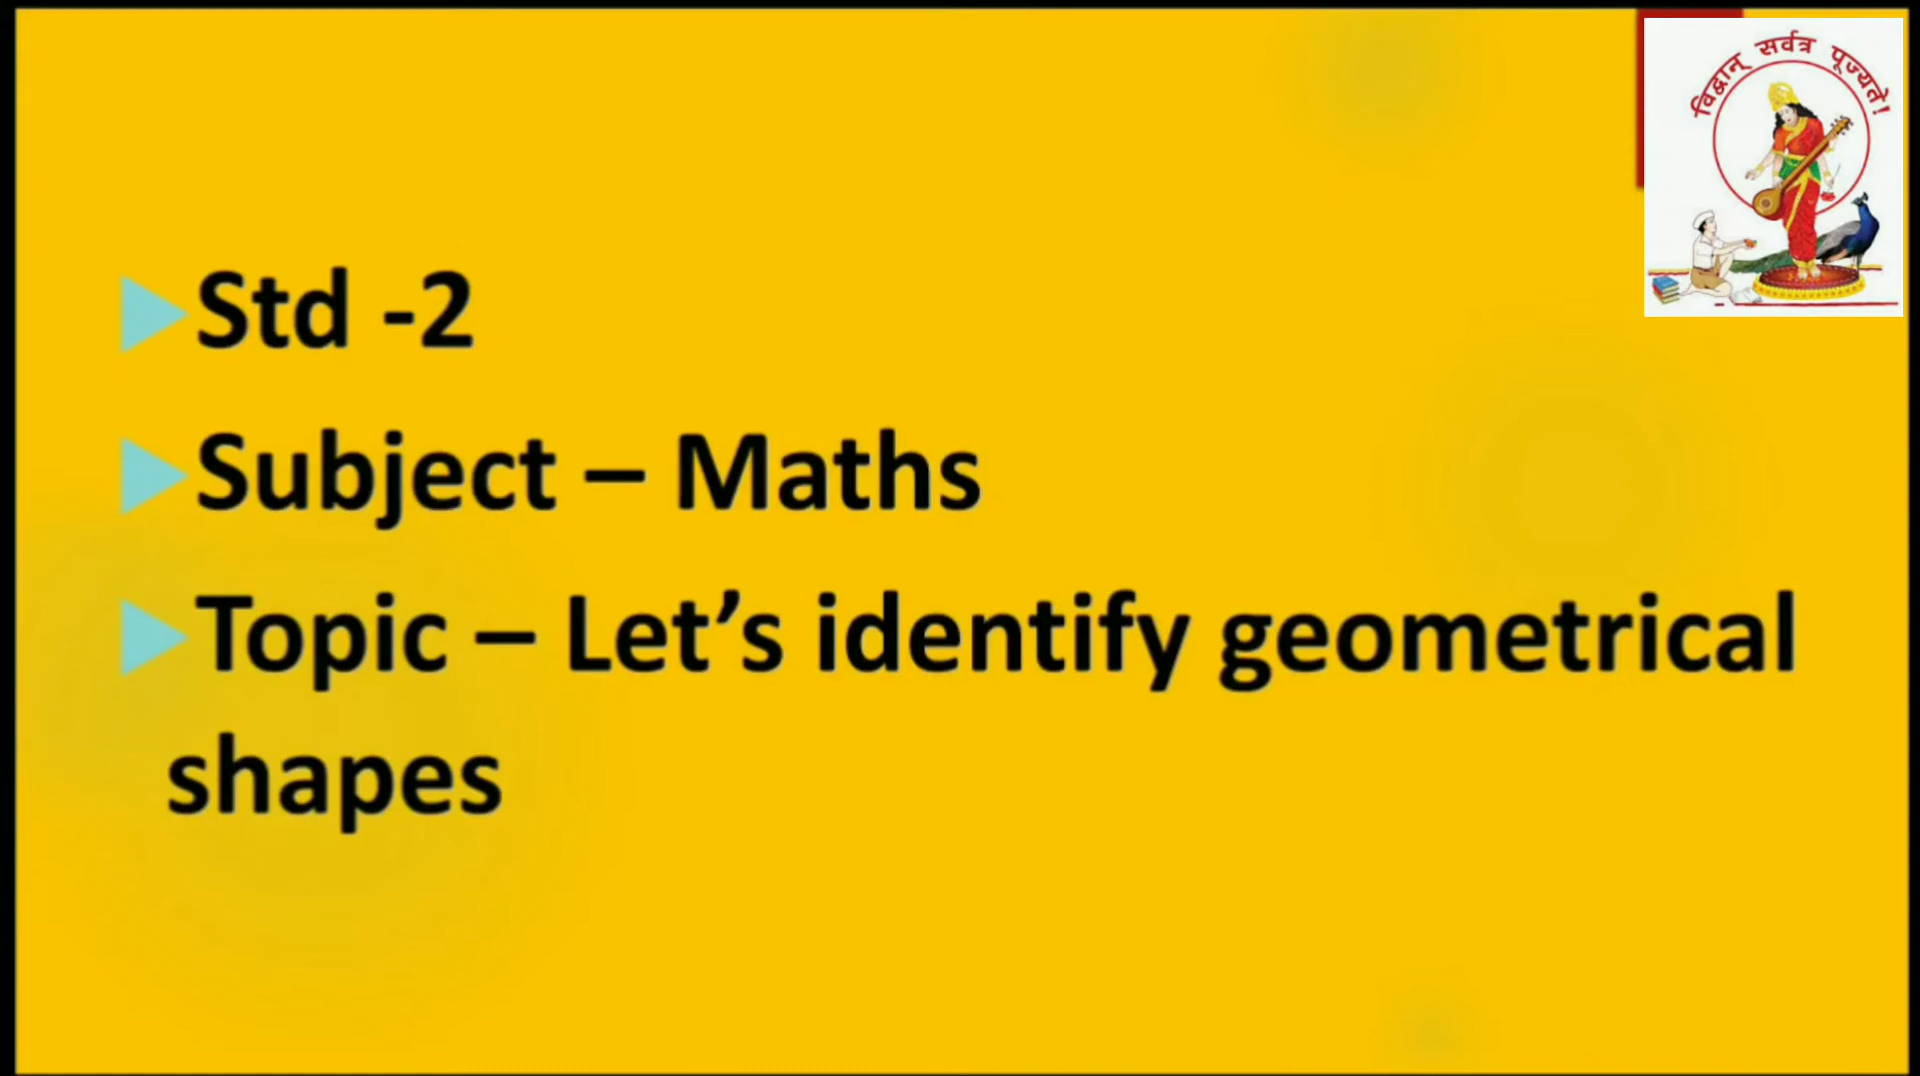 विद्वान् सर्वत्र पूज्यते!
Std -2
Subject – Maths
Topic – Let’s identify geometrical
shapes